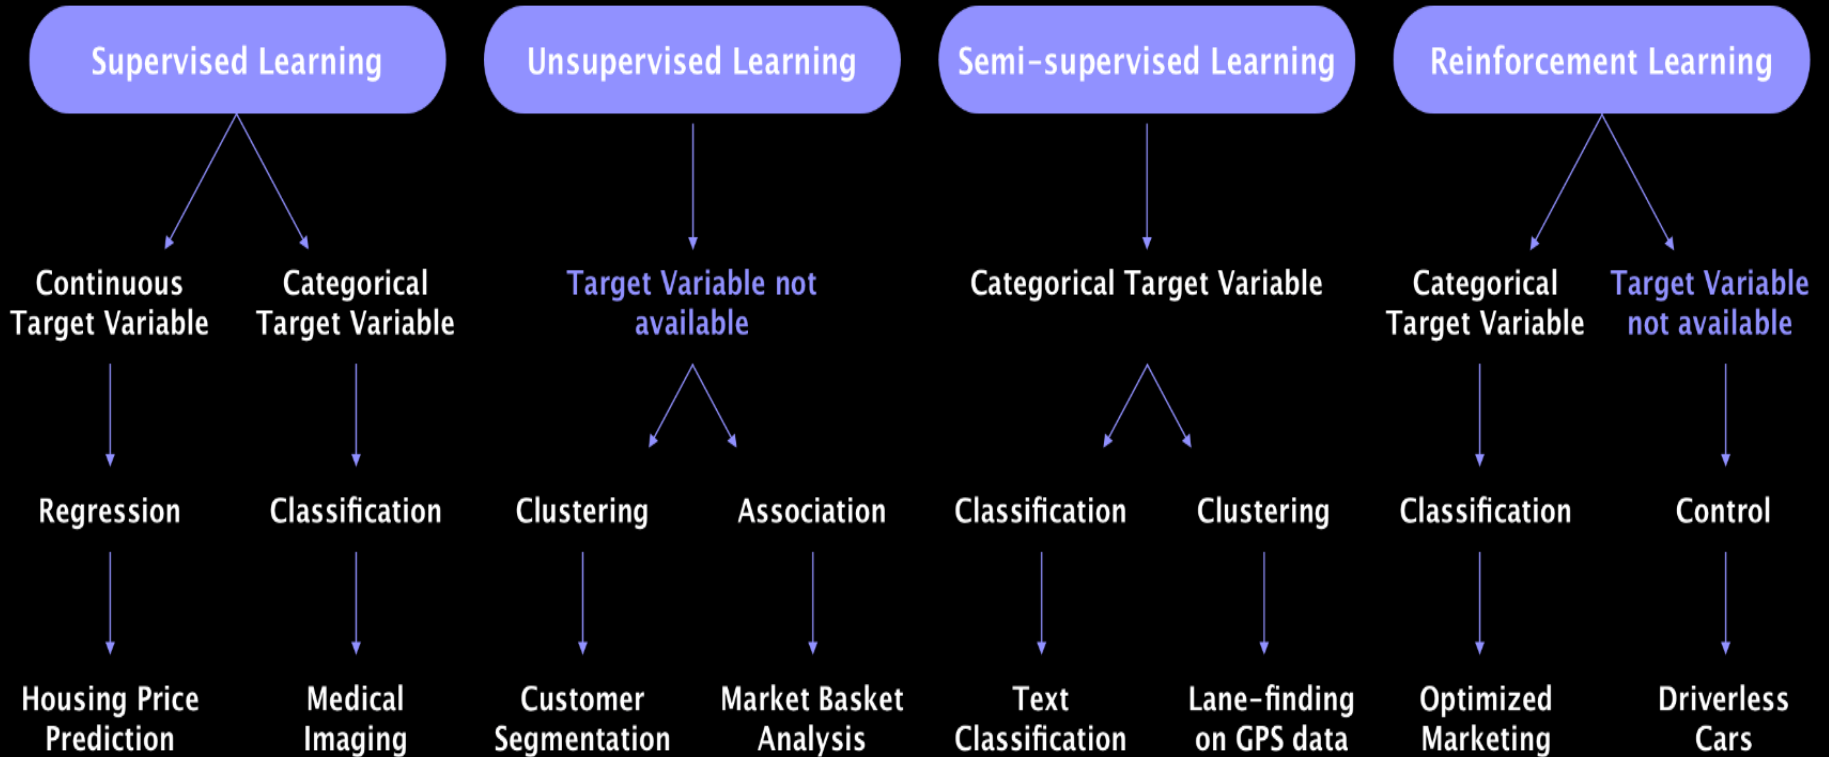 Supervised Learning
Unsupervised Learning
Semi-supervised Learning
Reinforcement Learning
Continuous
Target Variable
Categorical
Target Variable
Target Variable not
available
Categorical Target Variable
Categorical
Target Variable
Target Variable
not available
Regression
Classification
Clustering
Association
Classification
Clustering
Classification
Control
Housing Price
Prediction
Medical
Imaging
Customer
Segmentation
Market Basket
Analysis
Text
Classification
Lane-finding
on GPS data
Optimized
Marketing
Driverless
Cars